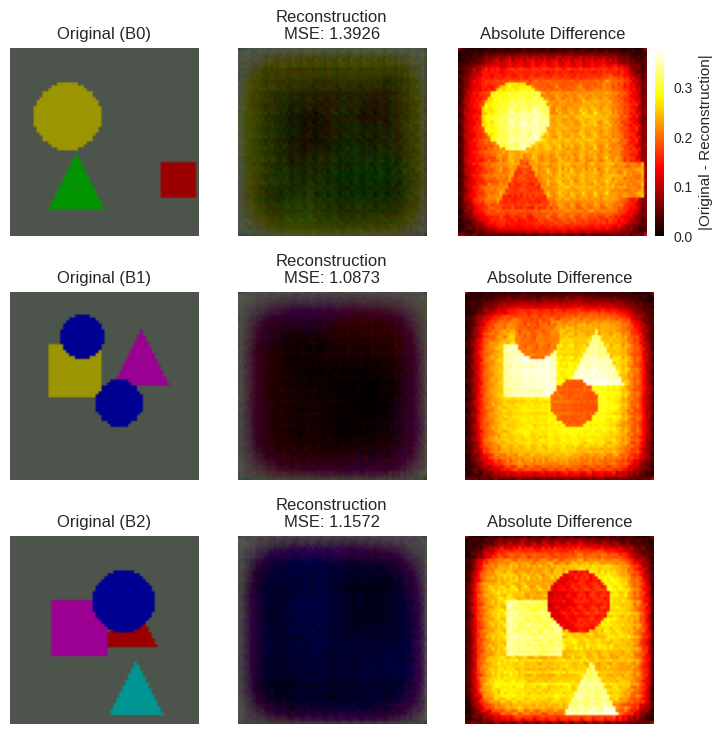 Original (B0)
Reconstruction
MSE: 1.3926
Absolute Difference
0.3
0.2
0.1
0.0
|Original - Reconstruction|
Original (B1)
Reconstruction
MSE: 1.0873
Absolute Difference
Original (B2)
Reconstruction
MSE: 1.1572
Absolute Difference